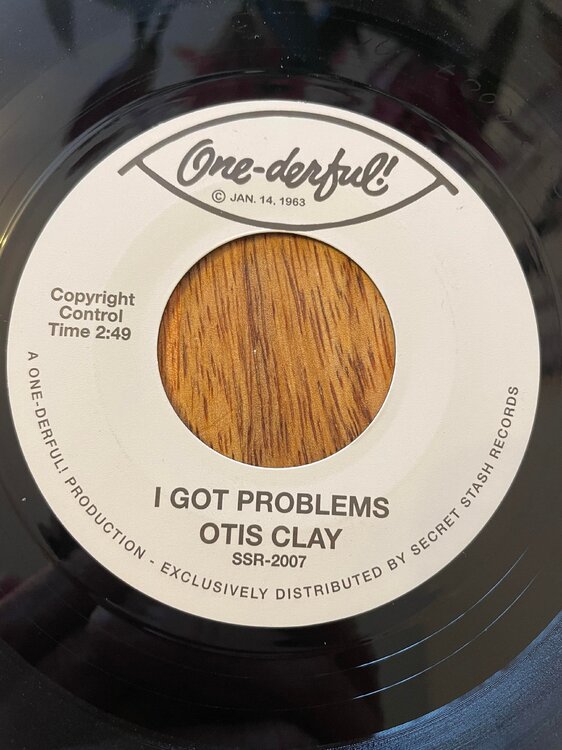 One-derful!
© JAN. 14, 1963
Copyright
Control
Time 2:49
I GOT PROBLEMS
OTIS CLAY
SSR-2007
A ONE-DERFUL! PRODUCTION - EXCLUSIVELY DISTRIBUTED BY SECRET STASH RECORDS